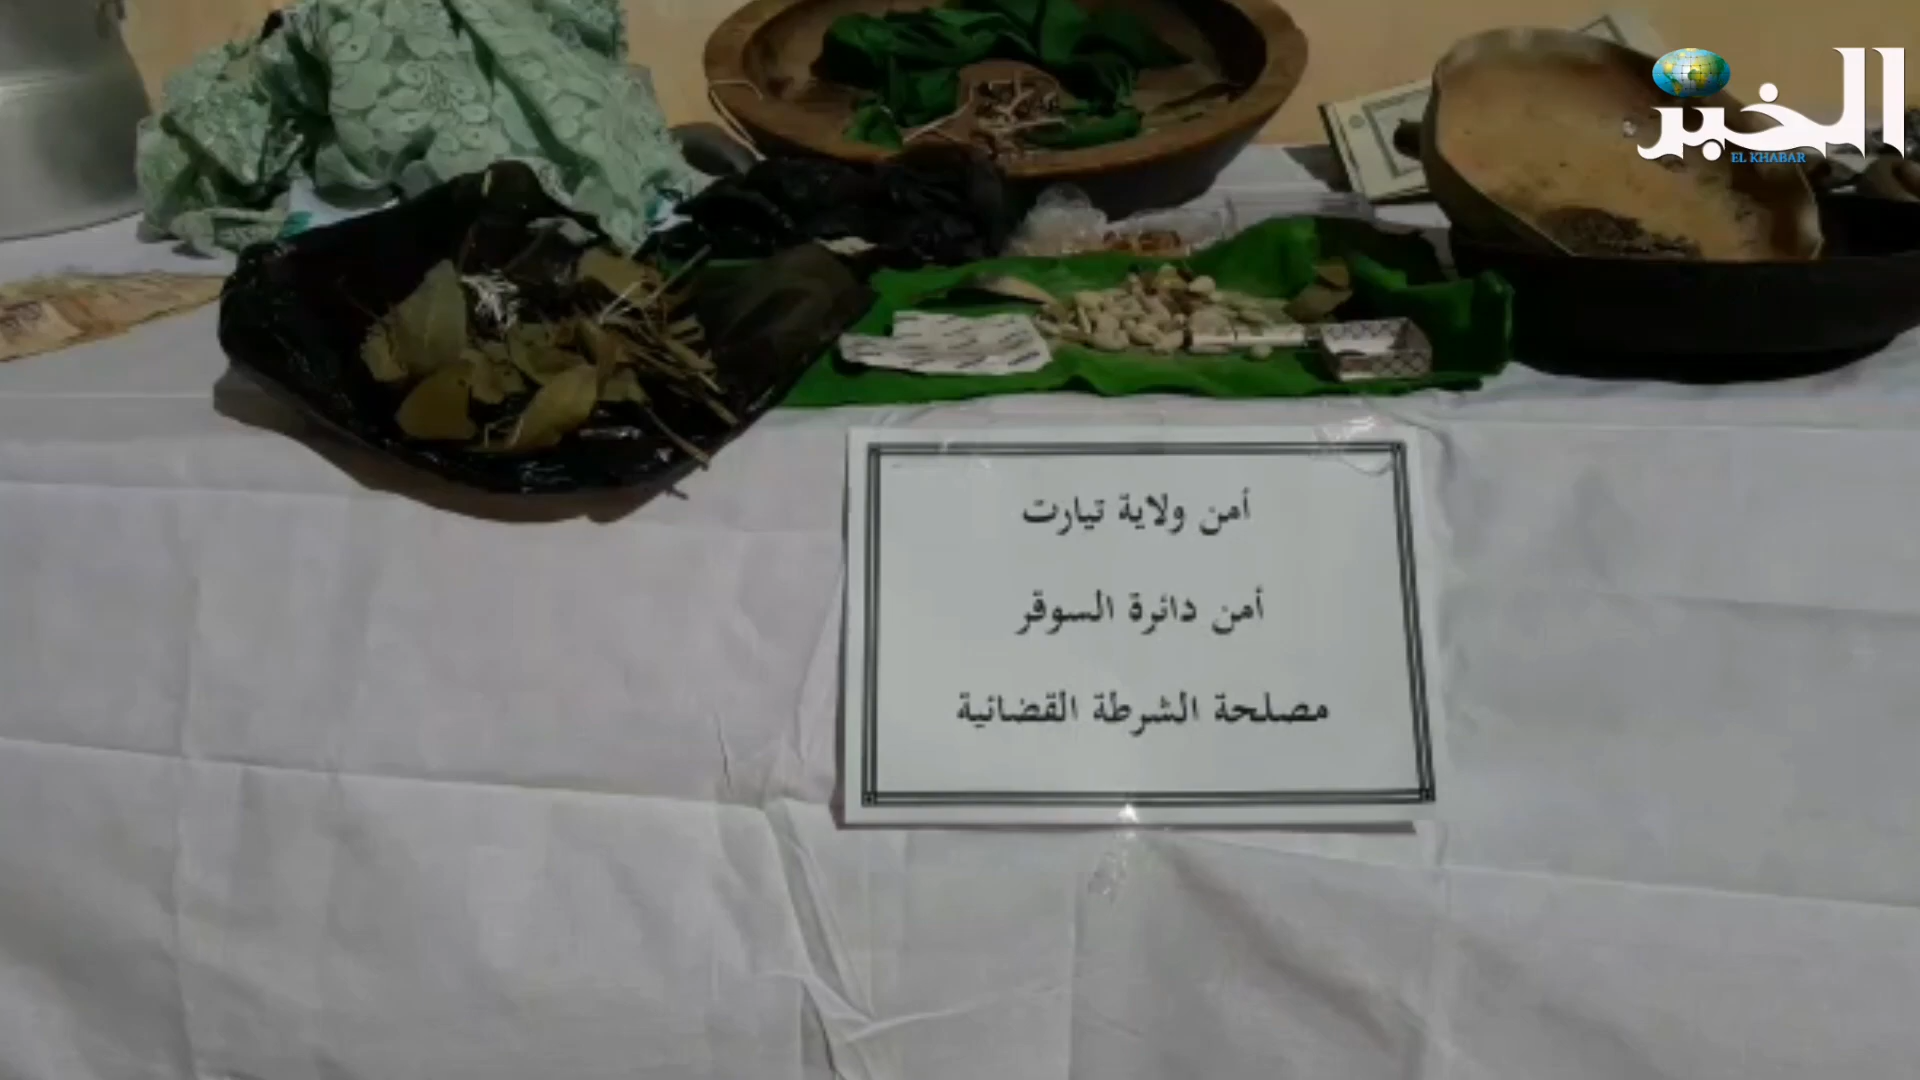 الخبر
EL KHABAR
أمن ولاية تيارت
أمن دائرة السوقر
مصلحة الشرطة القضائية